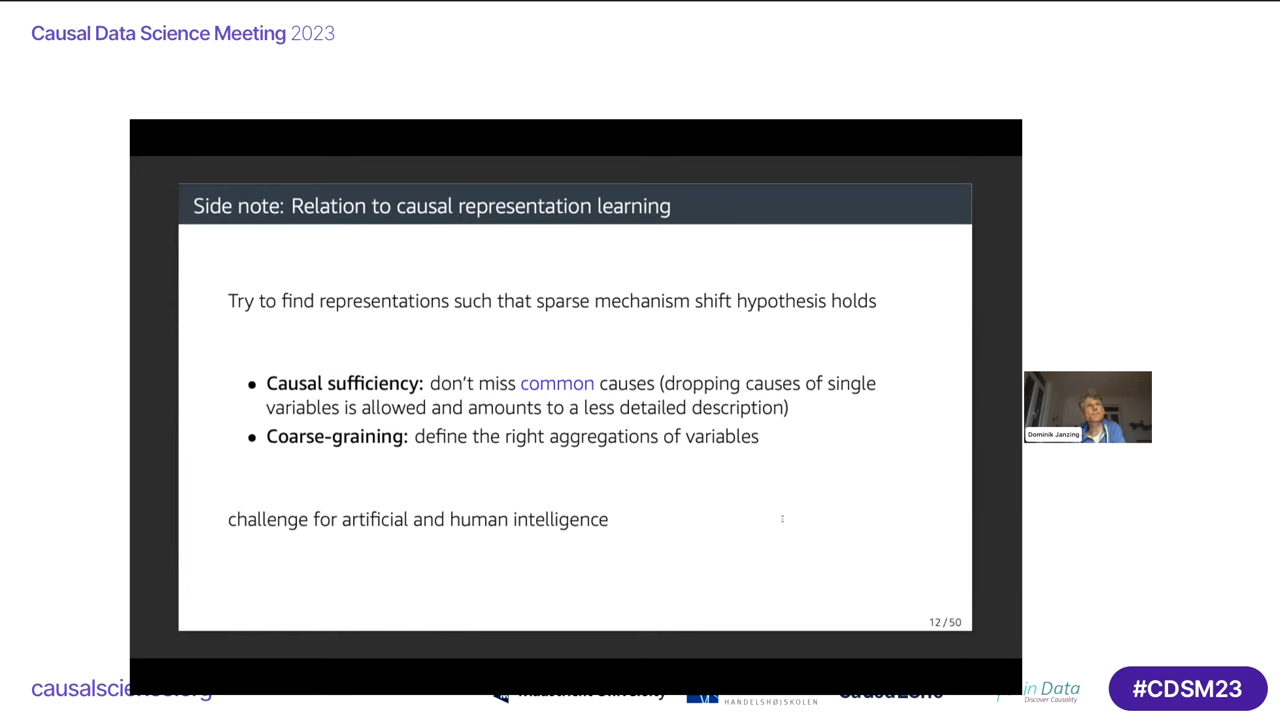 Causal Data Science Meeting 2023
Side note: Relation to causal representation learning
Try to find representations such that sparse mechanism shift hypothesis holds
• Causal sufficiency: don't miss common causes (dropping causes of single
variables is allowed and amounts to a less detailed description)
• Coarse-graining: define the right aggregations of variables
challenge for artificial and human intelligence
12/50
Dominik Janzing
HANDELSHØJSKOLEN
in Data
Discover Causality
#CDSM23